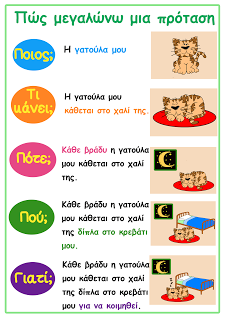 Πώς μεγαλώνω μια πρόταση
Ποιος;
Η γατούλα μου
Τι
κάνει;
Η γατούλα μου
κάθεται στο χαλί της.
Πότε;
Κάθε βράδυ η γατούλα
μου κάθεται στο χαλί
της.
Πού;
Κάθε βράδυ η γατούλα
μου κάθεται στο χαλί
της δίπλα στο κρεβάτι
μου.
Γιατί;
Κάθε βράδυ η γατούλα
μου κάθεται στο χαλί
της δίπλα στο κρεβάτι
μου για να κοιμηθεί.